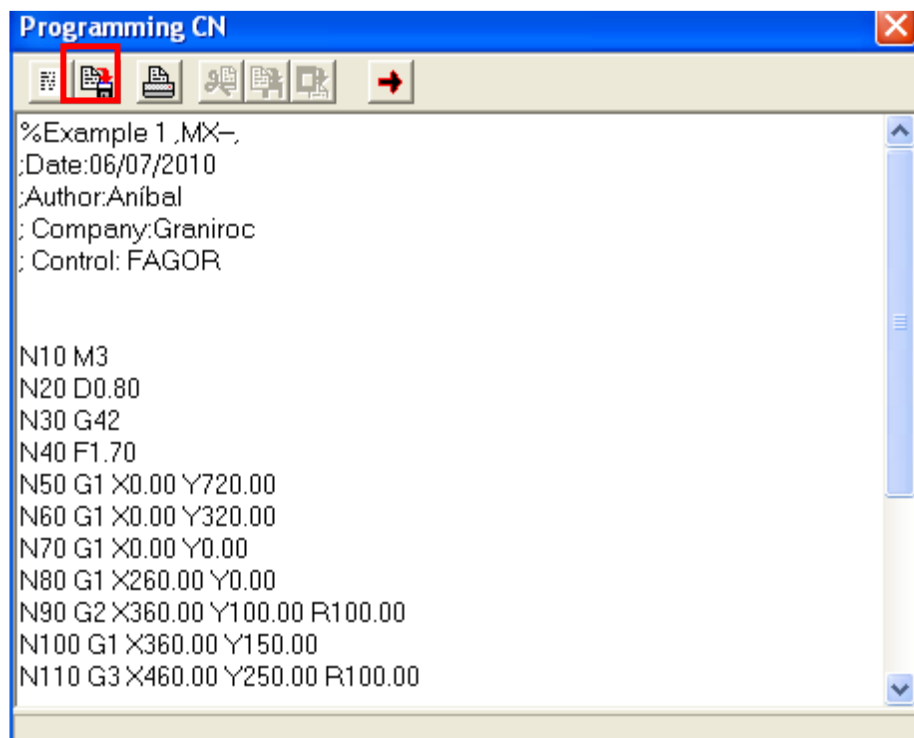 Programming CN
%Example 1 ,MX–,
;Date:06/07/2010
;Author:Aníbal
; Company:Graniroc
; Control: FAGOR
N10 M3
N20 D0.80
N30 G42
N40 F1.70
N50 G1 X0.00 Y720.00
N60 G1 X0.00 Y320.00
N70 G1 X0.00 Y0.00
N80 G1 X260.00 Y0.00
N90 G2 X360.00 Y100.00 R100.00
N100 G1 X360.00 Y150.00
N110 G3 X460.00 Y250.00 R100.00